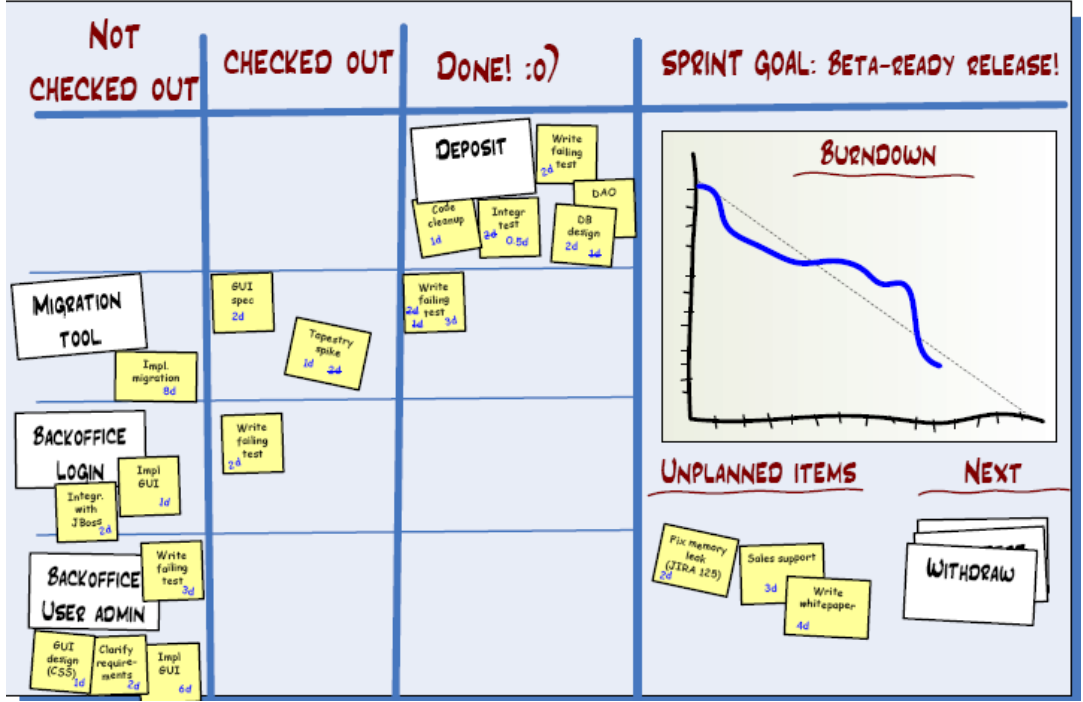 NOT
CHECKED OUT
CHECKED OUT
DONE! :o)
SPRINT GOAL: BETA-READY RELEASE!
DEPOSIT
Write
failing
test
2d
DAO
Code
cleanup
1d
Integr
test
2d 0.5d
DB
design
2d 1d
BURNDOWN
MIGRATION
TOOL
Impl.
migration
8d
GUI
spec
2d
Tapestry
spike
1d 2d
Write
failing
2d test
1d 3d
BACKOFFICE
LOGIN
Impl
GUI
1d
Integr.
with
JBoss
2d
Write
failing
test
2d
BACKOFFICE
USER ADMIN
Write
failing
test
3d
GUI
design
(CSS)
1d
Clarify
require-
ments
2d
Impl
GUI
6d
UNPLANNED ITEMS
NEXT
Fix memory
leak
(JIRA 125)
2d
Sales support
3d
Write
whitepaper
4d
WITHDRAW